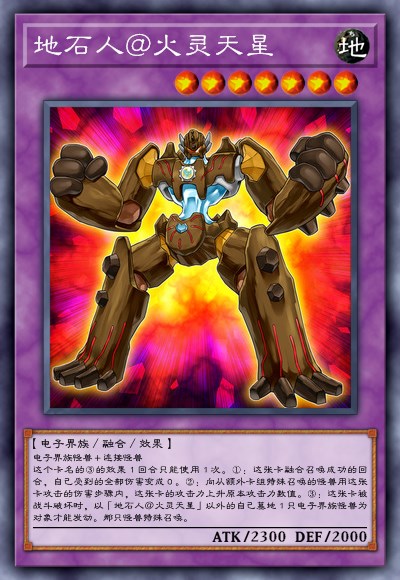 地石人@火灵天星
地
【电子界族／融合／效果】
电子界族怪兽＋连接怪兽
这个卡名的③的效果1回合只能使用1次。①：这张卡融合召唤成功的回
合，自己受到的全部伤害变成0。②：向从额外卡组特殊召唤的怪兽用这张
卡攻击的伤害步骤内，这张卡的攻击力上升原本攻击力数值。③：这张卡被
战斗破坏时，以「地石人@火灵天星」以外的自己墓地1只电子界族怪兽为
对象才能发动。那只怪兽特殊召唤。
ATK/2300 DEF/2000